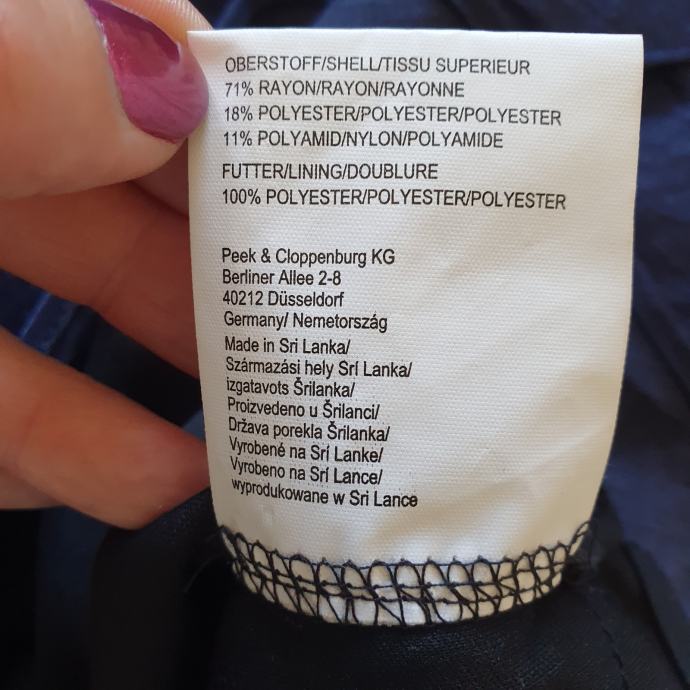 OBERSTOFF/SHELL/TISSU SUPERIEUR
71% RAYON/RAYON/RAYONNE
18% POLYESTER/POLYESTER/POLYESTER
11% POLYAMID/NYLON/POLYAMIDE
FUTTER/LINING/DOUBLURE
100% POLYESTER/POLYESTER/POLYESTER
Peek & Cloppenburg KG
Berliner Allee 2-8
40212 Düsseldorf
Germany/ Nemetország
Made in Sri Lanka/
Származási hely Srí Lanka/
izgatavots Šrilanka/
Proizvedeno u Šrilanci/
Država porekla Šrilanka/
Vyrobené na Srí Lanke/
Vyrobeno na Srí Lance/
wyprodukowane w Sri Lance